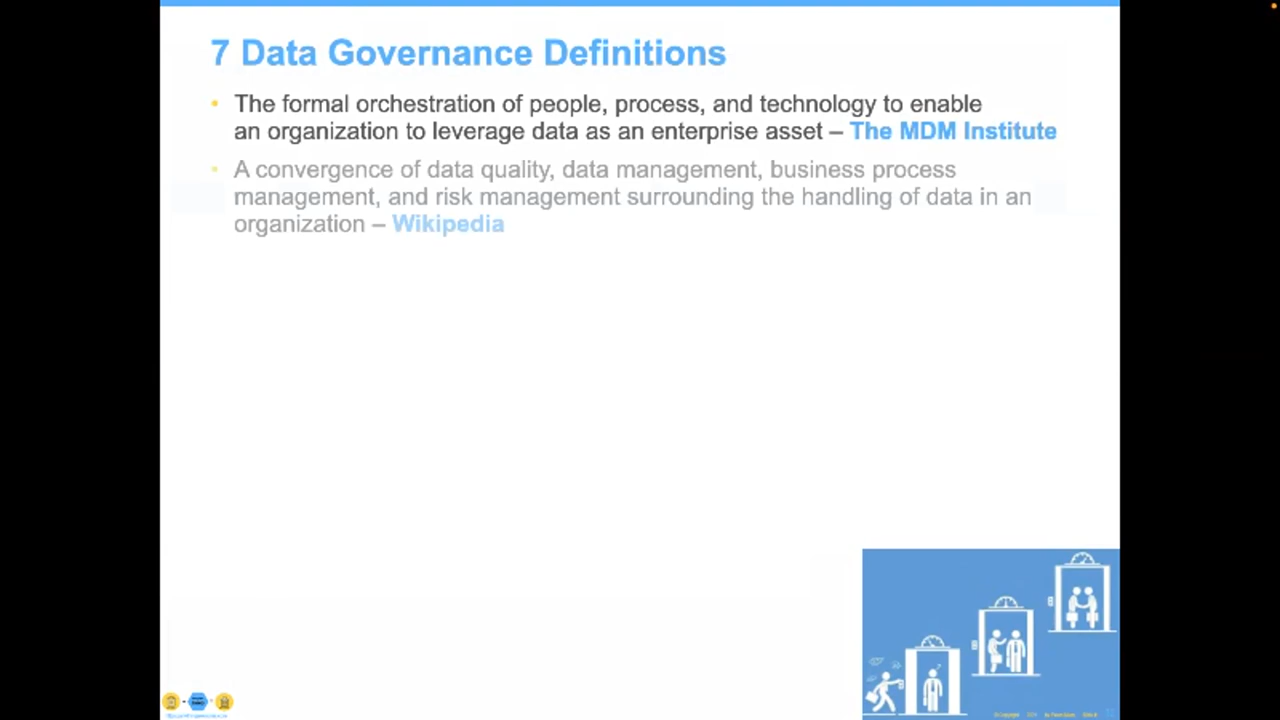 7 Data Governance Definitions
• The formal orchestration of people, process, and technology to enable
an organization to leverage data as an enterprise asset – The MDM Institute
• A convergence of data quality, data management, business process
management, and risk management surrounding the handling of data in an
organization – Wikipedia